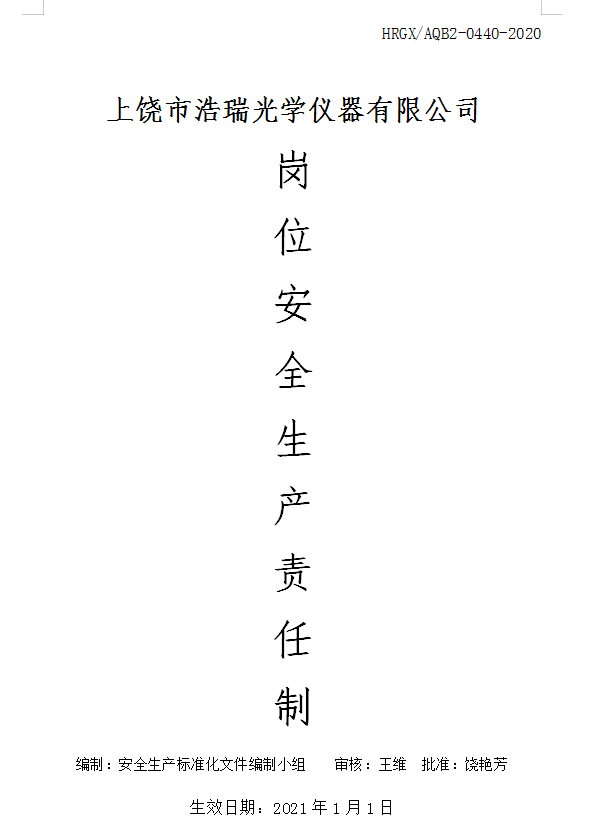 HRGX/AQB2-0440-2020
上饶市浩瑞光学仪器有限公司
岗
位
安
全
生
产
责
任
制
编制：安全生产标准化文件编制小组 审核：王维 批准：饶艳芳
生效日期：2021年1月1日